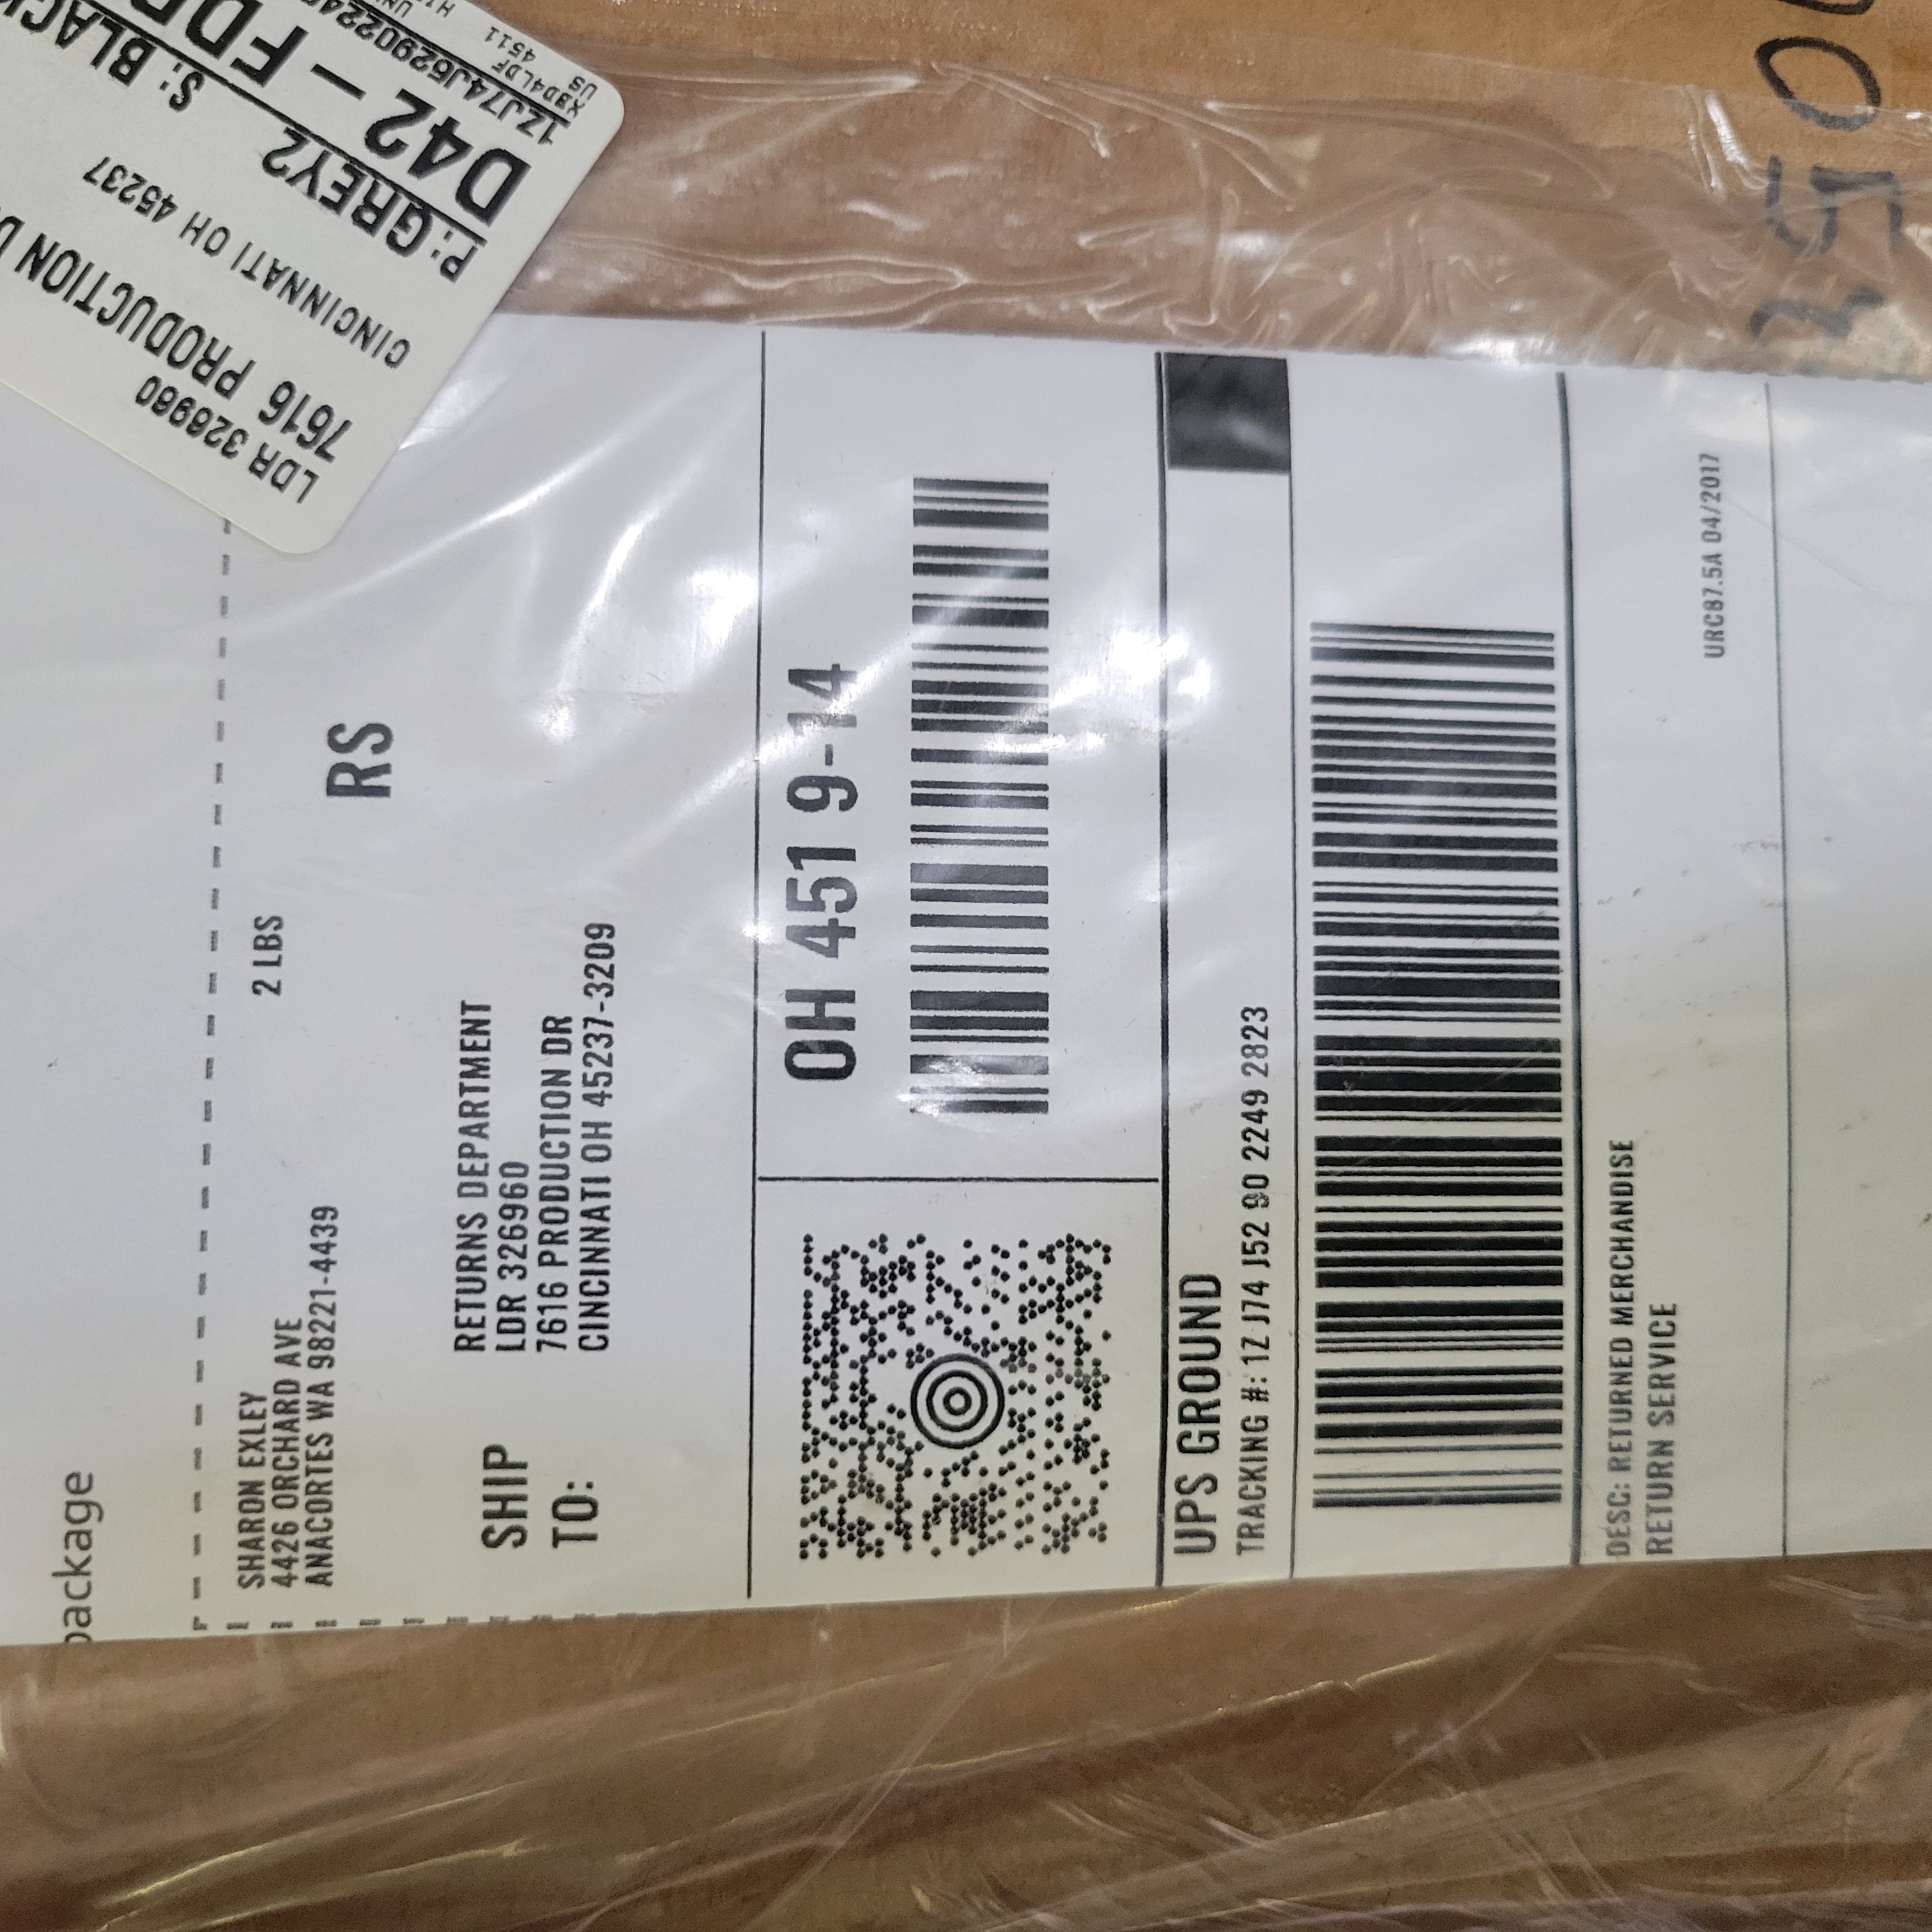 package
SHARON EXLEY
4426 ORCHARD AVE
ANACORTES WA 98221-4439
2 LBS
RS
SHIP
TO:
RETURNS DEPARTMENT
LDR 326960
7616 PRODUCTION DR
CINCINNATI OH 45237-3209
OH 451 9-14
UPS GROUND
TRACKING #: 1Z J74 J52 90 2249 2823
DESC: RETURNED MERCHANDISE
RETURN SERVICE
URC87.5A 04/2017
LDR 326960
7616 PRODUCTION
CINCINNATI OH 45237
P: GREY2
S: BLACK
D42 -
US
4511